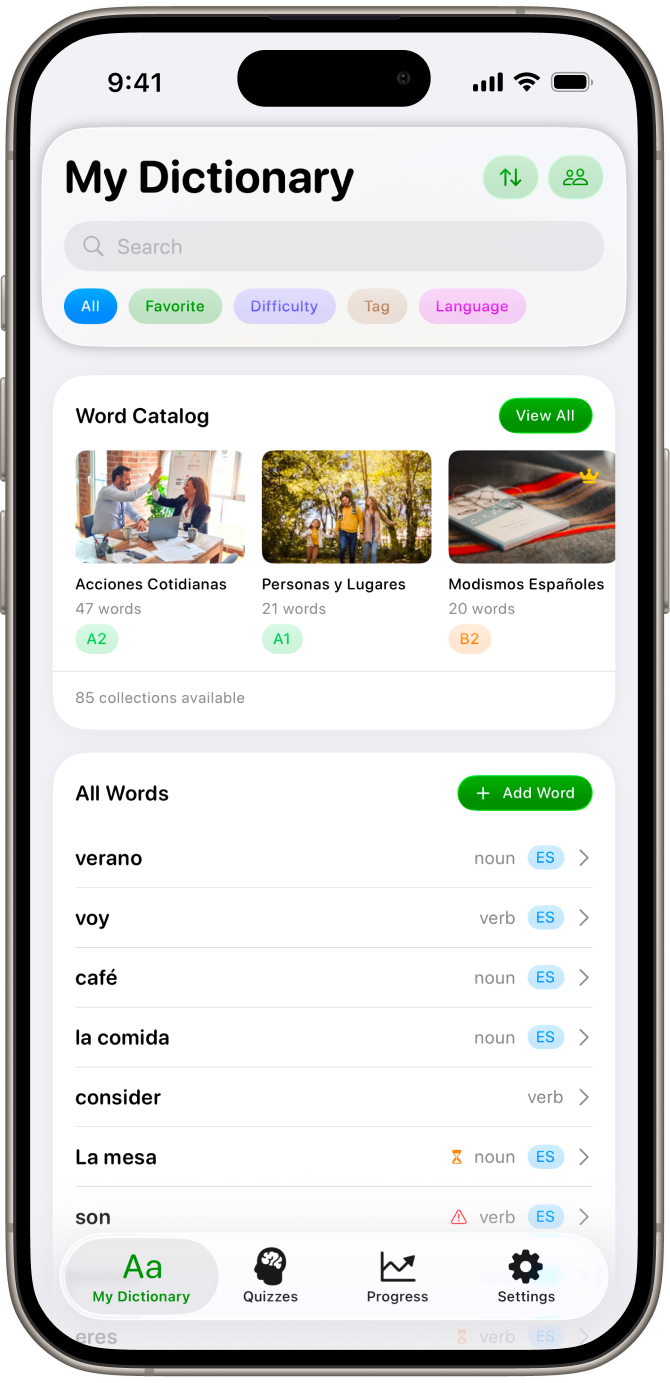 9:41
My Dictionary
Search
All Favorite Difficulty Tag Language
Word Catalog View All
Acciones Cotidianas Personas y Lugares Modismos Españoles
47 words 21 words 20 words
A2 A1 B2
85 collections available
All Words + Add Word
verano noun ES
voy verb ES
café noun ES
la comida noun ES
consider verb
La mesa noun ES
son verb ES
Aa
My Dictionary Quizzes Progress Settings
eres verb ES